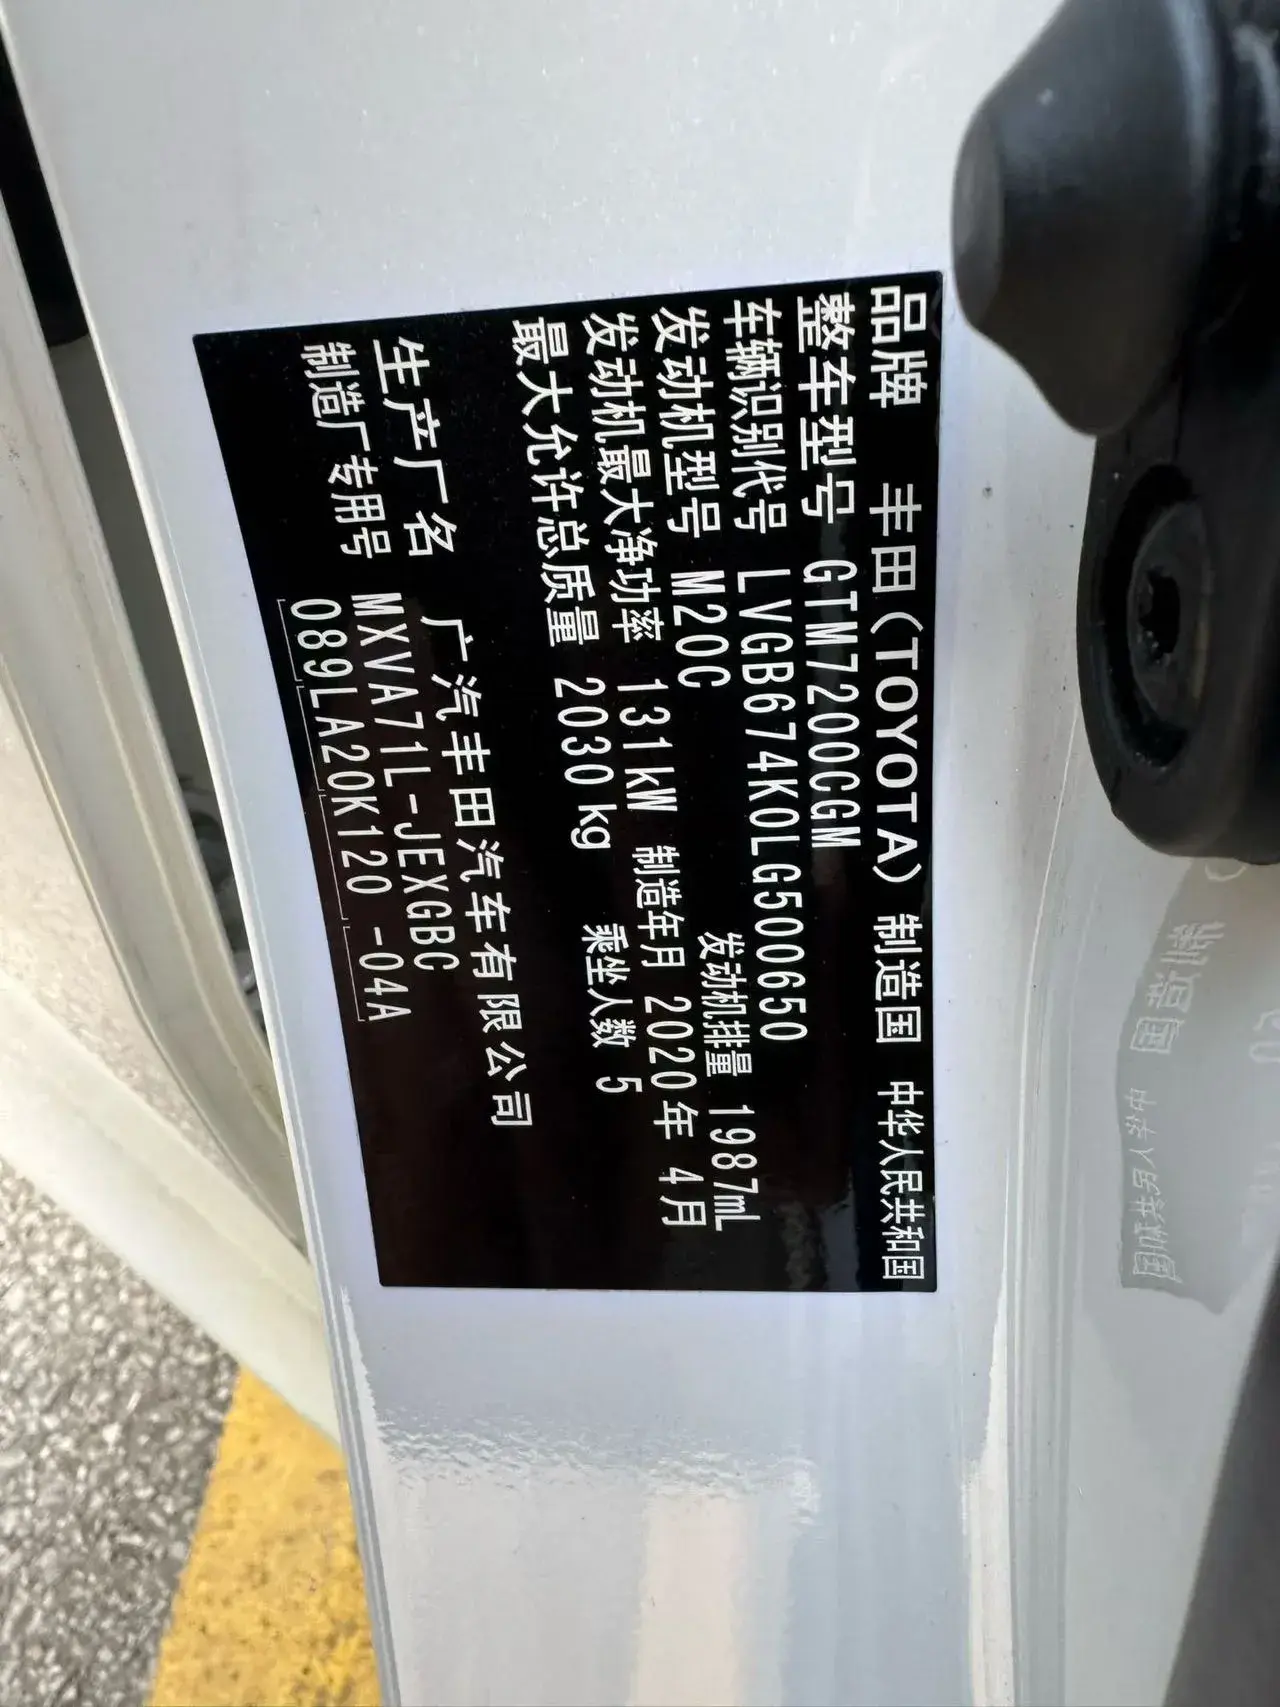 品牌 丰田(TOYOTA) 制造国 中华人民共和国
整车型号 GTM7200CGM
车辆识别代号 LVGB674K0LG500650
发动机型号 M20C 发动机排量 1987mL
发动机最大净功率 131kW 制造年月 2020年 4月
最大允许总质量 2030kg 乘坐人数 5
生产厂名 广汽丰田汽车有限公司
制造厂专用号 MXVA71L-JEXGBC
089LA20K120 -04A